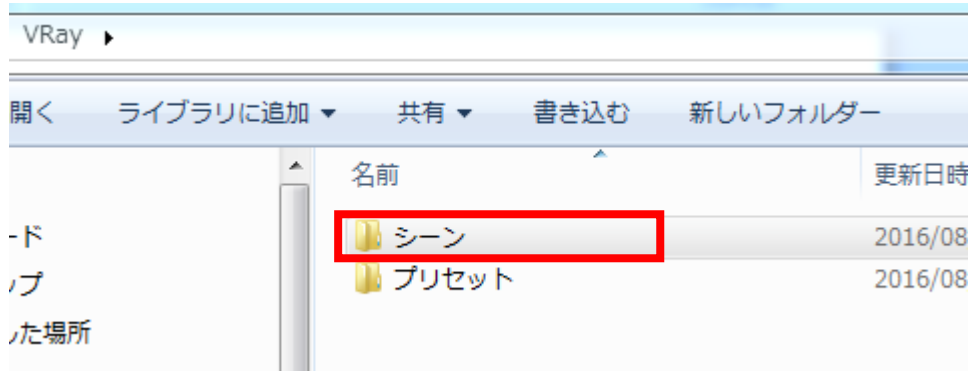 VRay
開く ライブラリに追加 共有 書き込む 新しいフォルダー
名前 更新日時
ード シーン 2016/08
ップ プリセット 2016/08
した場所